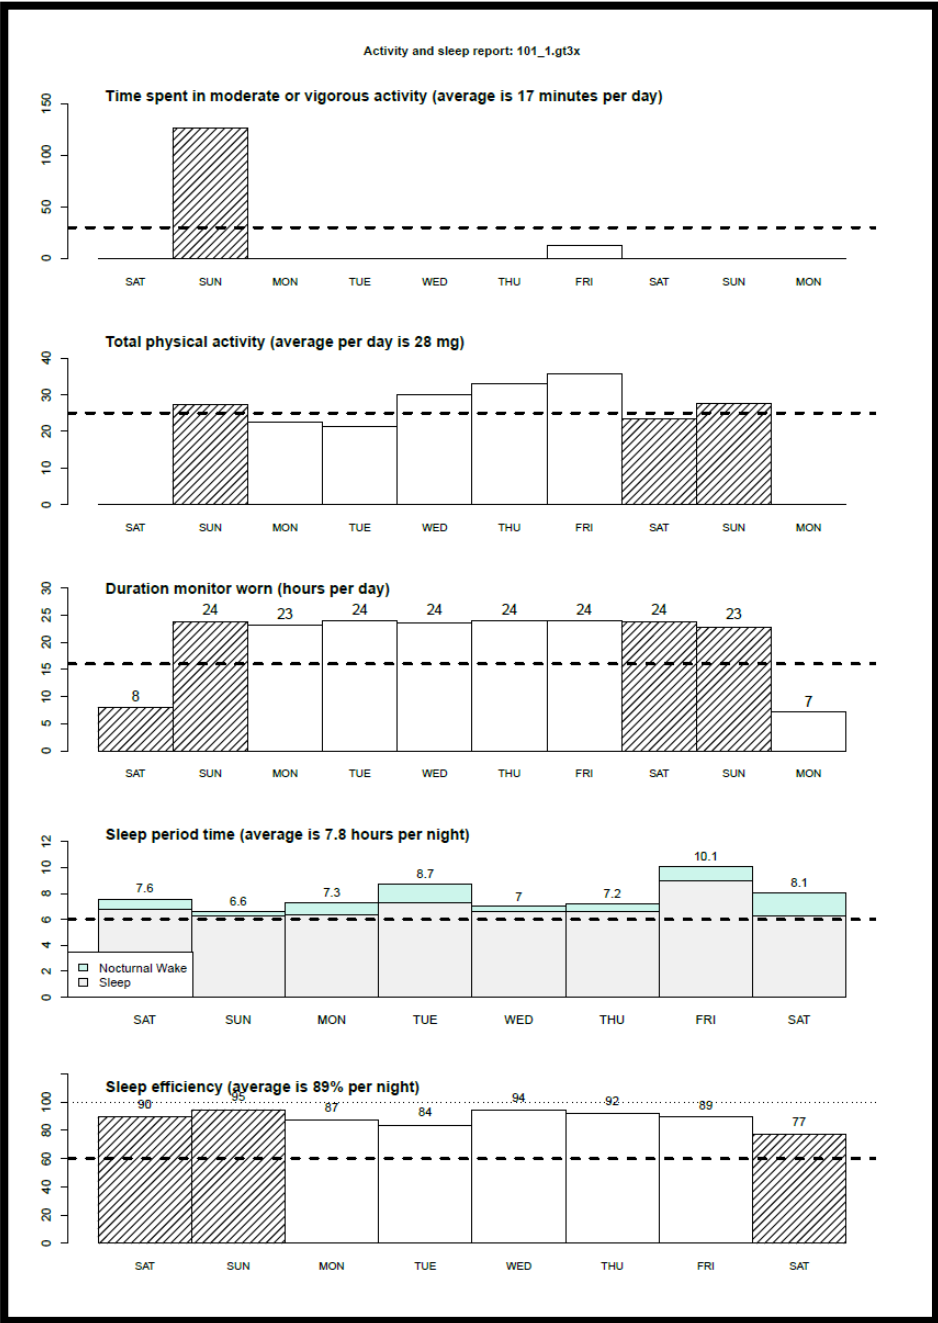 Activity and sleep report: 101_1.gt3x
Time spent in moderate or vigorous activity (average is 17 minutes per day)
150
100
50
0
SAT SUN MON TUE WED THU FRI SAT SUN MON
Total physical activity (average per day is 28 mg)
40
30
20
10
0
SAT SUN MON TUE WED THU FRI SAT SUN MON
Duration monitor worn (hours per day)
30
25
20
15
10
5
0
8 24 23 24 24 24 24 24 23 7
SAT SUN MON TUE WED THU FRI SAT SUN MON
Sleep period time (average is 7.8 hours per night)
12
10
8
6
4
2
0
7.6 6.6 7.3 8.7 7 7.2 10.1 8.1
Nocturnal Wake
Sleep
SAT SUN MON TUE WED THU FRI SAT
Sleep efficiency (average is 89% per night)
100
80
60
40
20
0
90 95 87 84 94 92 89 77
SAT SUN MON TUE WED THU FRI SAT